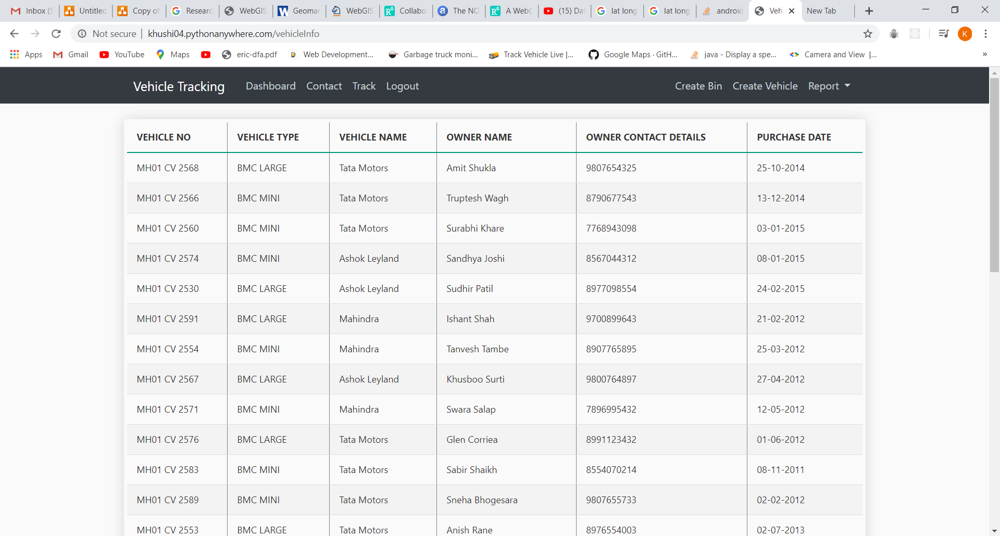 Inbox (5 Untitled Copy of Researc WebGIS Geomar WebGIS Collabo The NO A WebG (15) Dat lat long lat long android Vehi New Tab
Not secure khushi04.pythonanywhere.com/vehicleInfo K
Apps Gmail YouTube Maps eric-dfa.pdf Web Development... Garbage truck moni... Track Vehicle Live |... Google Maps · GitH... java - Display a spe... Camera and View |... »
Vehicle Tracking Dashboard Contact Track Logout Create Bin Create Vehicle Report
VEHICLE NO VEHICLE TYPE VEHICLE NAME OWNER NAME OWNER CONTACT DETAILS PURCHASE DATE
MH01 CV 2568 BMC LARGE Tata Motors Amit Shukla 9807654325 25-10-2014
MH01 CV 2566 BMC MINI Tata Motors Truptesh Wagh 8790677543 13-12-2014
MH01 CV 2560 BMC MINI Tata Motors Surabhi Khare 7768943098 03-01-2015
MH01 CV 2574 BMC MINI Ashok Leyland Sandhya Joshi 8567044312 08-01-2015
MH01 CV 2530 BMC LARGE Ashok Leyland Sudhir Patil 8977098554 24-02-2015
MH01 CV 2591 BMC LARGE Mahindra Ishant Shah 9700899643 21-02-2012
MH01 CV 2554 BMC MINI Mahindra Tanvesh Tambe 8907765895 25-03-2012
MH01 CV 2567 BMC LARGE Ashok Leyland Khusboo Surti 9800764897 27-04-2012
MH01 CV 2571 BMC MINI Mahindra Swara Salap 7896995432 12-05-2012
MH01 CV 2576 BMC LARGE Tata Motors Glen Corriea 8991123432 01-06-2012
MH01 CV 2583 BMC MINI Tata Motors Sabir Shaikh 8554070214 08-11-2011
MH01 CV 2589 BMC MINI Tata Motors Sneha Bhogesara 9807655733 02-02-2012
MH01 CV 2553 BMC LARGE Tata Motors Anish Rane 8976554003 02-07-2013